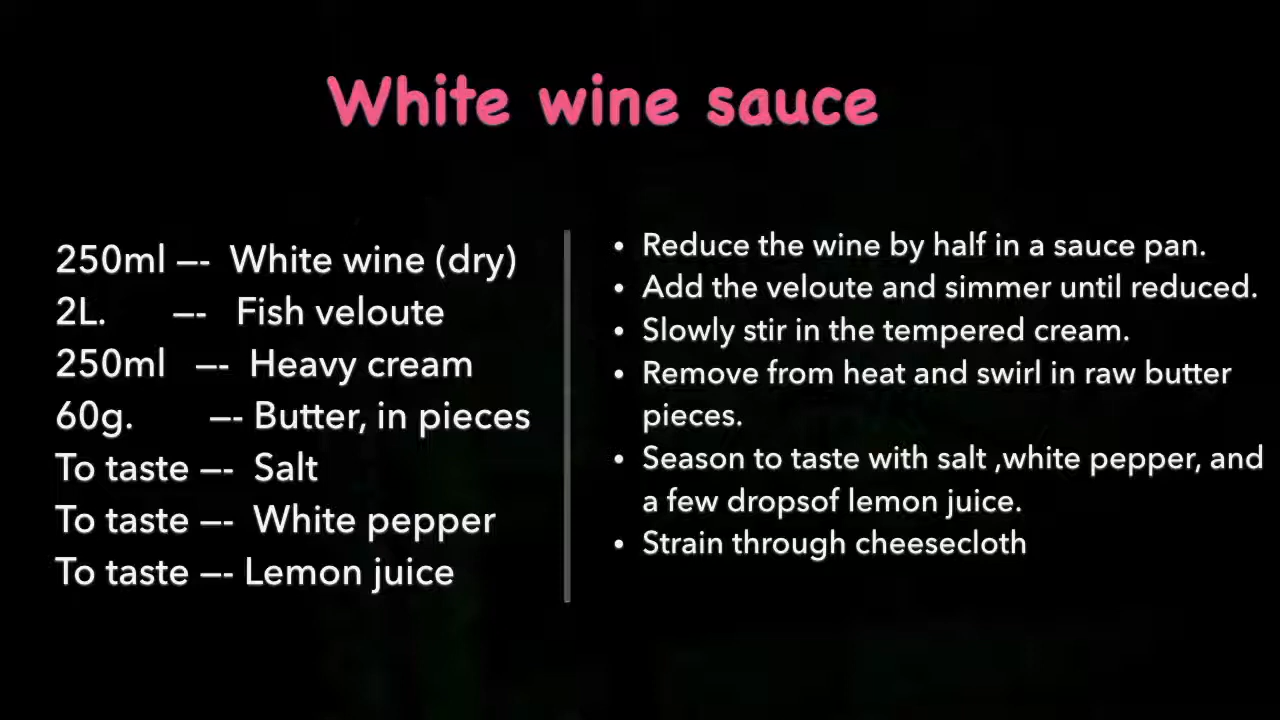 White wine sauce
250ml –-  White wine (dry)
2L.  –-  Fish veloute
250ml  –-  Heavy cream
60g.  –- Butter, in pieces
To taste –-  Salt
To taste –-  White pepper
To taste –- Lemon juice
• Reduce the wine by half in a sauce pan.
• Add the veloute and simmer until reduced.
• Slowly stir in the tempered cream.
• Remove from heat and swirl in raw butter
pieces.
• Season to taste with salt ,white pepper, and
a few dropsof lemon juice.
• Strain through cheesecloth